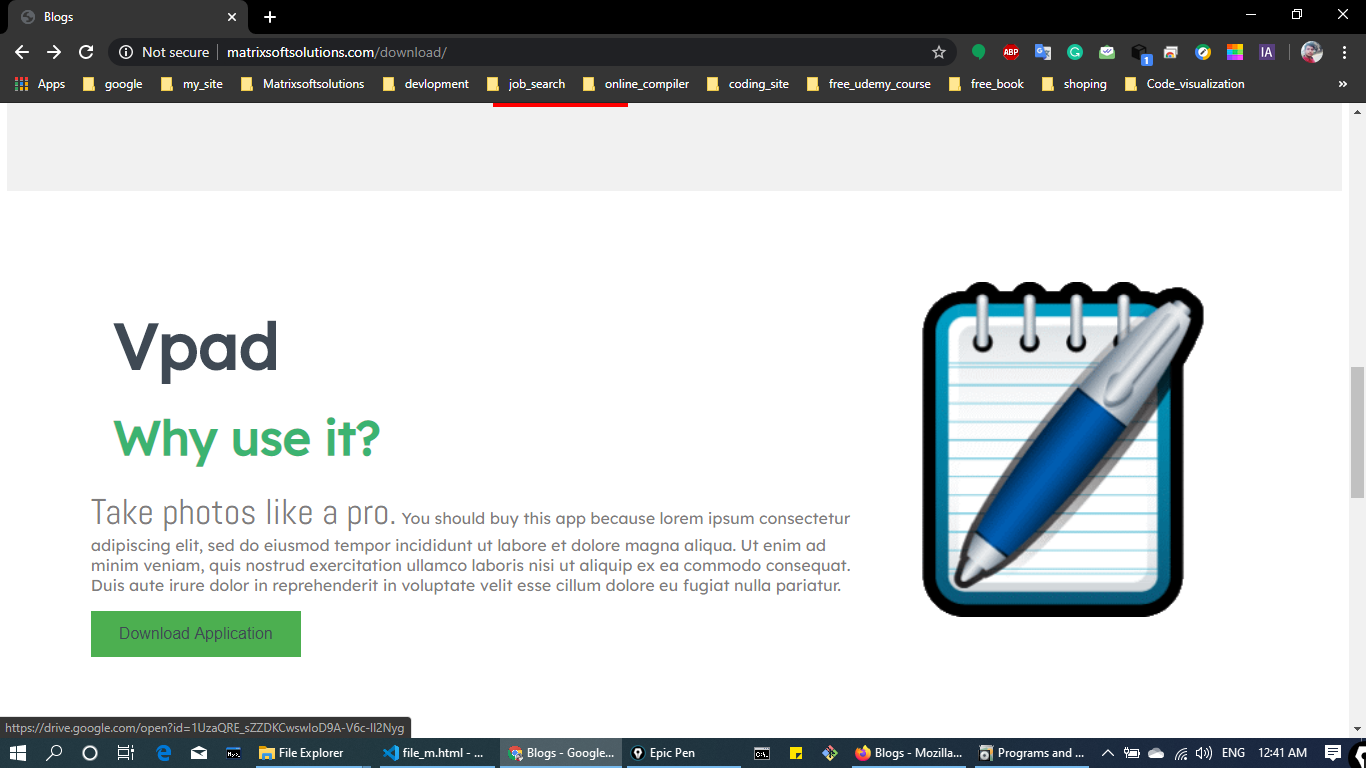 Blogs
Not secure matrixsoftsolutions.com/download/
ABP
1
IA
Apps google my_site Matrixsoftsolutions devlopment job_search online_compiler coding_site free_udemy_course free_book shoping Code_visualization »
Vpad
Why use it?
Take photos like a pro. You should buy this app because lorem ipsum consectetur
adipiscing elit, sed do eiusmod tempor incididunt ut labore et dolore magna aliqua. Ut enim ad
minim veniam, quis nostrud exercitation ullamco laboris nisi ut aliquip ex ea commodo consequat.
Duis aute irure dolor in reprehenderit in voluptate velit esse cillum dolore eu fugiat nulla pariatur.
Download Application
https://drive.google.com/open?id=1UzaQRE_sZZDKCwswIoD9A-V6c-Il2Nyg
File Explorer file_m.html - ... Blogs - Google... Epic Pen Blogs - Mozilla... Programs and ... ENG 12:41 AM